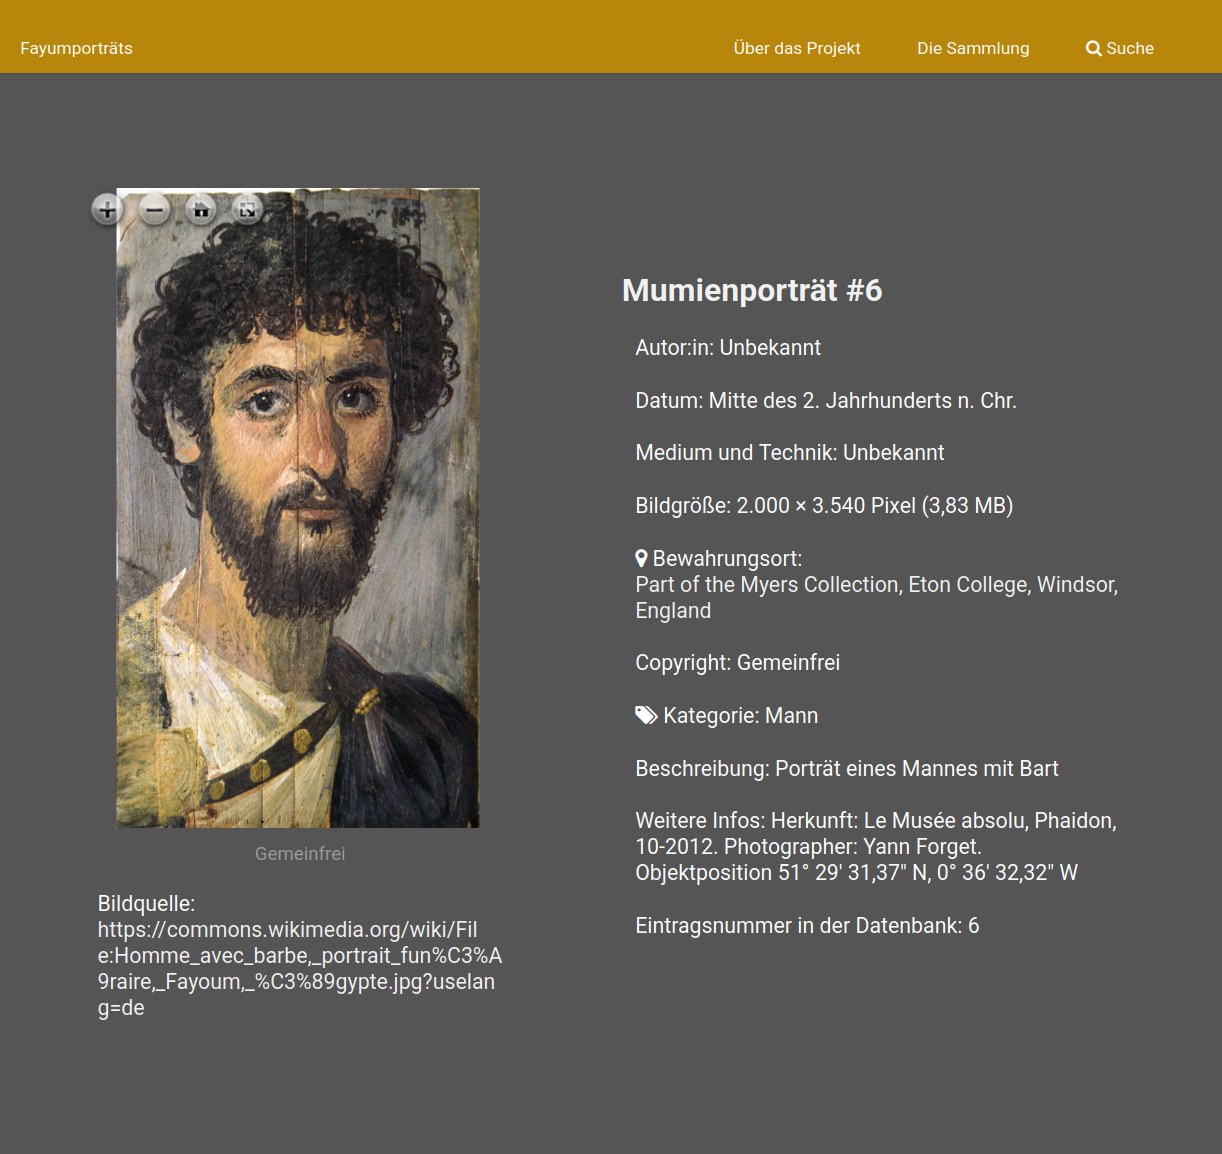 Fayumporträts
Über das Projekt
Die Sammlung
Suche
Mumienporträt #6
Autor:in: Unbekannt
Datum: Mitte des 2. Jahrhunderts n. Chr.
Medium und Technik: Unbekannt
Bildgröße: 2.000 × 3.540 Pixel (3,83 MB)
Bewahrungsort:
Part of the Myers Collection, Eton College, Windsor,
England
Copyright: Gemeinfrei
Kategorie: Mann
Beschreibung: Porträt eines Mannes mit Bart
Weitere Infos: Herkunft: Le Musée absolu, Phaidon,
10-2012. Photographer: Yann Forget.
Objektposition 51° 29' 31,37" N, 0° 36' 32,32" W
Eintragsnummer in der Datenbank: 6
Gemeinfrei
Bildquelle:
https://commons.wikimedia.org/wiki/Fil
e:Homme_avec_barbe,_portrait_fun%C3%A
9raire,_Fayoum,_%C3%89gypte.jpg?uselan
g=de